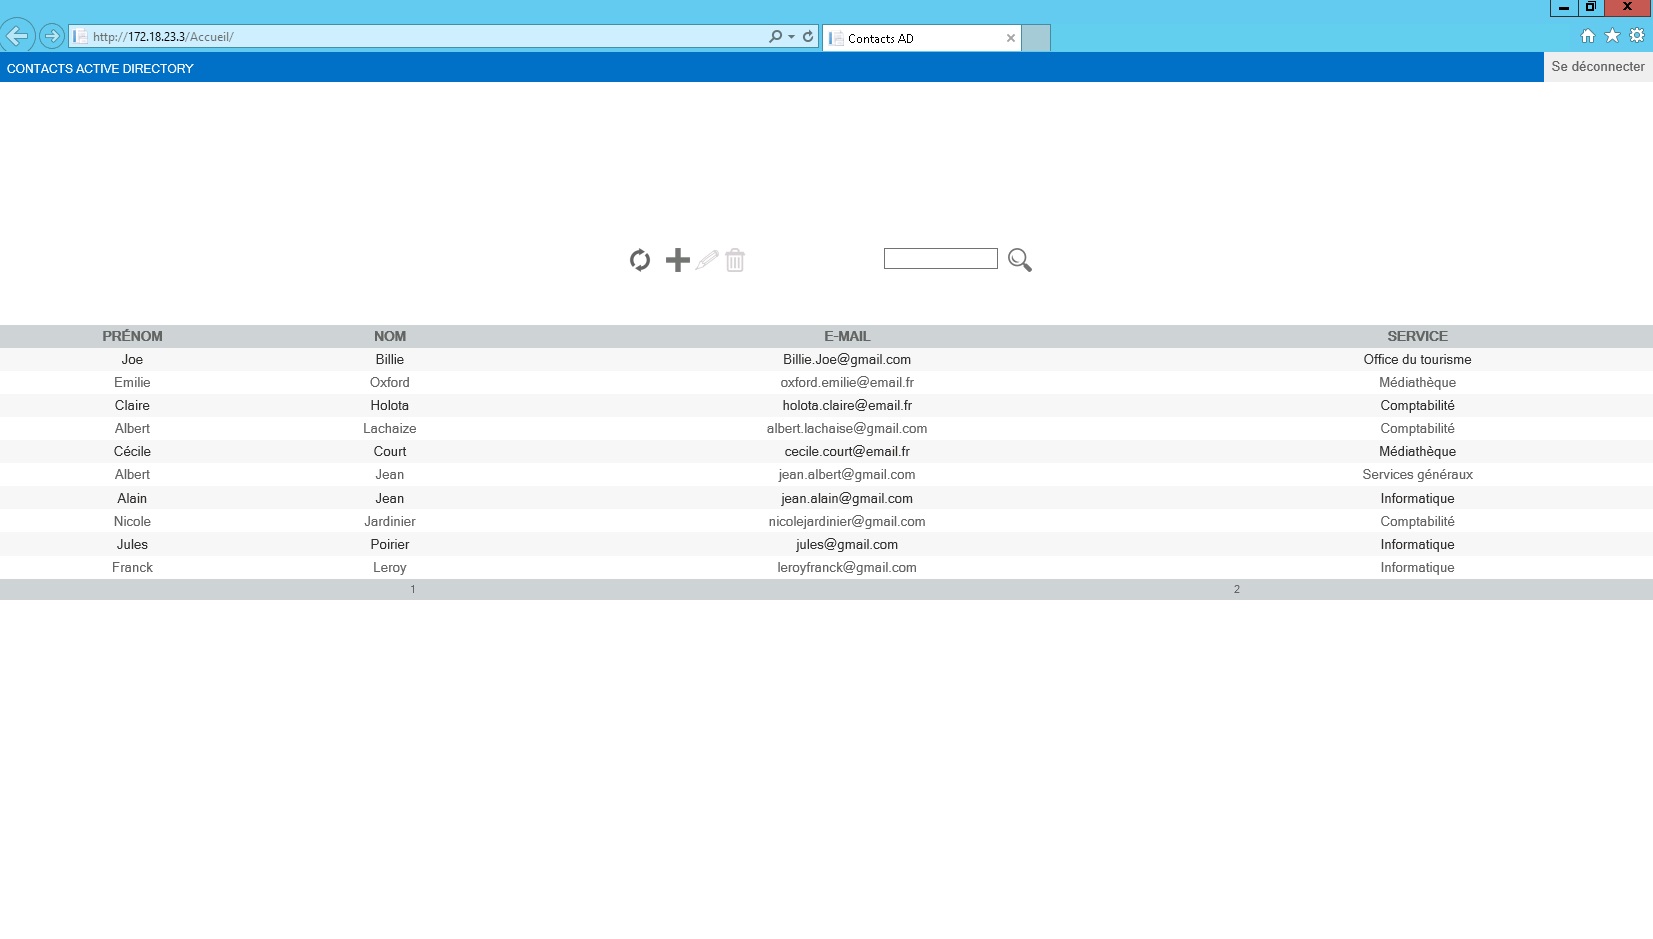 http://172.18.23.3/Accueil/ Contacts AD
CONTACTS ACTIVE DIRECTORY Se déconnecter
PRÉNOM NOM E-MAIL SERVICE
Joe Billie Billie.Joe@gmail.com Office du tourisme
Emilie Oxford oxford.emilie@email.fr Médiathèque
Claire Holota holota.claire@email.fr Comptabilité
Albert Lachaize albert.lachaise@gmail.com Comptabilité
Cécile Court cecile.court@email.fr Médiathèque
Albert Jean jean.albert@gmail.com Services généraux
Alain Jean jean.alain@gmail.com Informatique
Nicole Jardinier nicolejardinier@gmail.com Comptabilité
Jules Poirier jules@gmail.com Informatique
Franck Leroy leroyfranck@gmail.com Informatique
1 2